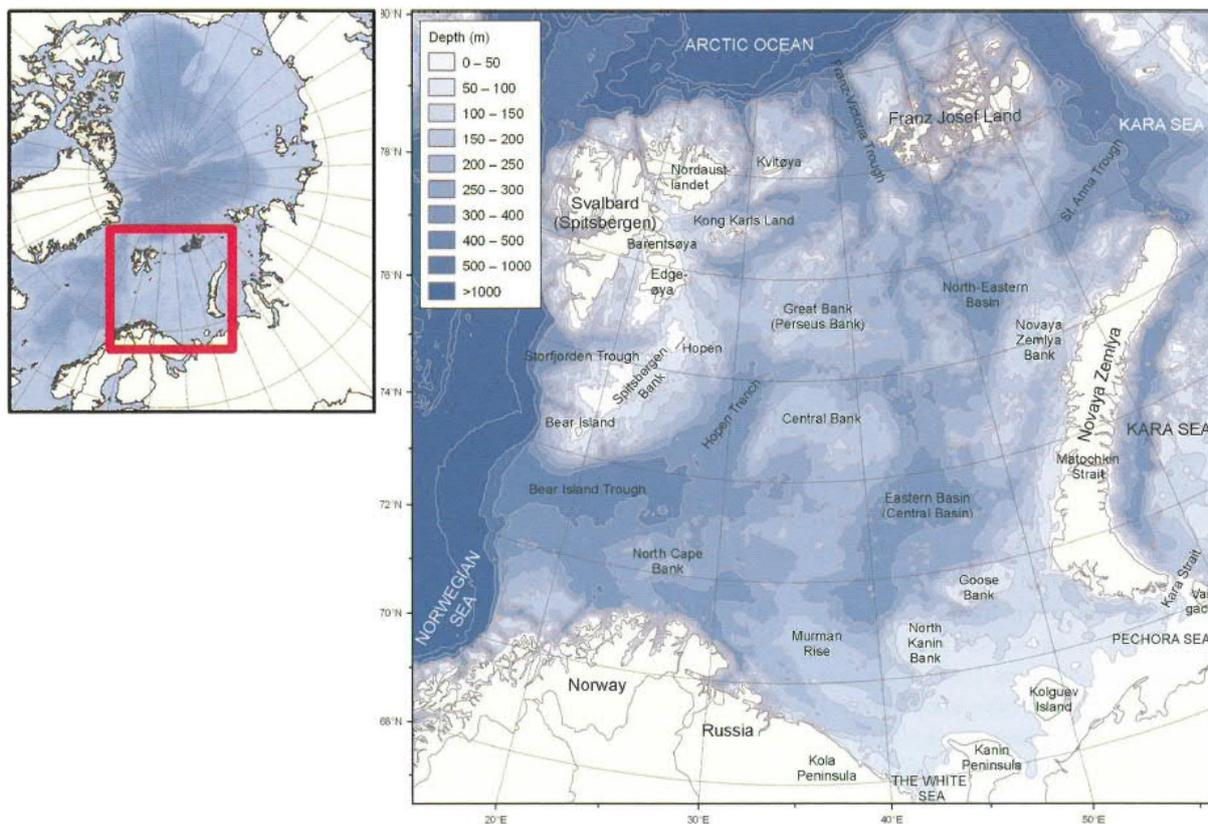 Depth (m)
0 – 50
50 – 100
100 – 150
150 – 200
200 – 250
250 – 300
300 – 400
400 – 500
500 – 1000
>1000
80°N
78°N
76°N
74°N
72°N
70°N
68°N
20°E
30°E
40°E
50°E
ARCTIC OCEAN
Franz-Victoria Trough
Franz Josef Land
KARA SEA
St. Anna Trough
Kvitøya
Nordaust-
landet
Svalbard
(Spitsbergen)
Kong Karls Land
Barentsøya
Edge-
øya
North-Eastern
Basin
Great Bank
(Perseus Bank)
Novaya
Zemlya
Bank
Storfjorden Trough
Hopen
Spitsbergen
Bank
Hopen Trench
Novaya Zemlya
Central Bank
Bear Island
KARA SEA
Matochkin
Strait
Bear Island Trough
Eastern Basin
(Central Basin)
North Cape
Bank
Goose
Bank
Kara Strait
NORWEGIAN
SEA
Murman
Rise
North
Kanin
Bank
PECHORA SEA
Norway
Kolguev
Island
Russia
Kola
Peninsula
Kanin
Peninsula
THE WHITE
SEA